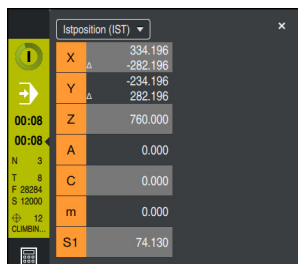 Istposition (IST)
X 334.196
Δ -282.196
Y -234.196
Δ 282.196
Z 760.000
A 0.000
C 0.000
m 0.000
S1 74.130
00:08
00:08
N 3
T 8
F 28284
S 12000
12
CLIMBIN...